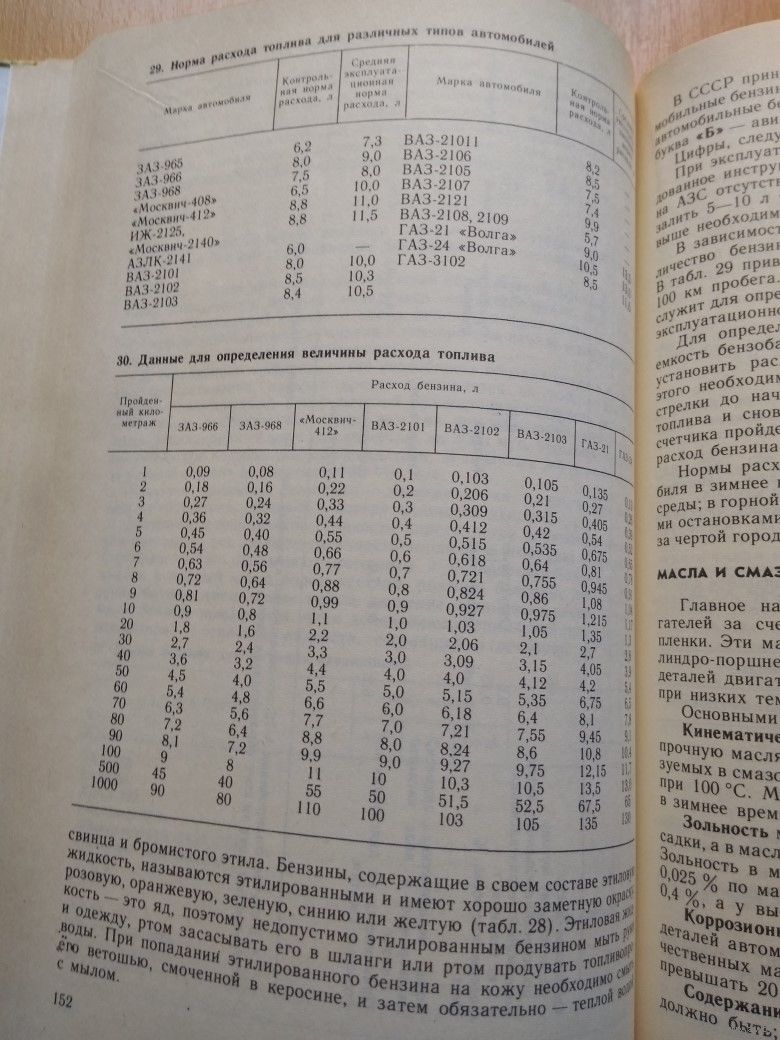 29. Норма расхода топлива для различных типов автомобилей
Марка автомобиля Контроль-ная норма расхода, л Средняя эксплуата-ционная норма расхода, л Марка автомобиля Контроль-ная норма расхода, л
ЗАЗ-965 6,2 7,3 ВАЗ-21011 8,2
ЗАЗ-966 8,0 9,0 ВАЗ-2106 8,5
ЗАЗ-968 7,5 8,0 ВАЗ-2105 7,5
«Москвич-408» 6,5 10,0 ВАЗ-2107 7,4
«Москвич-412» 8,8 11,0 ВАЗ-2121 9,9
ИЖ-2125, 8,8 11,5 ВАЗ-2108, 2109 5,7
«Москвич-2140» ГАЗ-21 «Волга» 9,0
АЗЛК-2141 6,0 — ГАЗ-24 «Волга» 10,5
ВАЗ-2101 8,0 10,0 ГАЗ-3102 8,5
ВАЗ-2102 8,5 10,3
ВАЗ-2103 8,4 10,5
30. Данные для определения величины расхода топлива
Пройден-ный кило-метраж Расход бензина, л
ЗАЗ-966 ЗАЗ-968 «Москвич-412» ВАЗ-2101 ВАЗ-2102 ВАЗ-2103 ГАЗ-21
1 0,09 0,08 0,11 0,1 0,103 0,105 0,135
2 0,18 0,16 0,22 0,2 0,206 0,21 0,27
3 0,27 0,24 0,33 0,3 0,309 0,315 0,405
4 0,36 0,32 0,44 0,4 0,412 0,42 0,54
5 0,45 0,40 0,55 0,5 0,515 0,535 0,675
6 0,54 0,48 0,66 0,6 0,618 0,64 0,81
7 0,63 0,56 0,77 0,7 0,721 0,755 0,945
8 0,72 0,64 0,88 0,8 0,824 0,86 1,08
9 0,81 0,72 0,99 0,9 0,927 0,975 1,215
10 0,9 0,8 1,1 1,0 1,03 1,05 1,35
20 1,8 1,6 2,2 2,0 2,06 2,1 2,7
30 2,7 2,4 3,3 3,0 3,09 3,15 4,05
40 3,6 3,2 4,4 4,0 4,0 4,12 4,2
50 4,5 4,0 5,5 5,0 5,15 5,35 6,75
60 5,4 4,8 6,6 6,0 6,18 6,4 8,1
70 6,3 5,6 7,7 7,0 7,21 7,55 9,45
80 7,2 6,4 8,8 8,0 8,24 8,6 10,8
90 8,1 7,2 9,9 9,0 9,27 9,75 12,15
100 9 8 11 10 10,3 10,5 13,5
500 45 40 55 50 51,5 52,5 67,5
1000 90 80 110 100 103 105 135
свинца и бромистого этила. Бензины, содержащие в своем составе этиловую
жидкость, называются этилированными и имеют хорошо заметную окраску:
розовую, оранжевую, зеленую, синию или желтую (табл. 28). Этиловая жид-
кость — это яд, поэтому недопустимо этилированным бензином мыть руки
и одежду, ртом засасывать его в шланги или ртом продувать топливопро-
воды. При попадании этилированного бензина на кожу необходимо смыть
его ветошью, смоченной в керосине, и затем обязательно — теплой водой
с мылом.
152
В СССР прин
мобильные бензин
автомобильные бе
буква «Б» — ави
Цифры, следу
При эксплуат
дованное инстру
на АЗС отсутст
залить 5—10 л
выше необходимо
В зависимост
личество бензи
В табл. 29 прив
100 км пробега.
служит для опре
эксплуатационно
Для определ
емкость бензоба
установить рас
этого необходим
стрелки до нач
топлива и снов
счетчика пройде
расход бензина
Нормы расх
биля в зимнее
среды; в горной
ми остановками
за чертой город
МАСЛА И СМАЗ
Главное на
гателей за сче
пленки. Эти ма
линдро-поршне
деталей двигат
при низких тем
Основными
Кинематиче
прочную масля
зуемых в смазо
при 100 °С. М
в зимнее врем
Зольность
садки, а в масл
Зольность в м
0,025 % по ма
0,4 %, а у вы
Коррозионн
деталей автом
чественных ма
превышать 20
Содержани
должно быть;